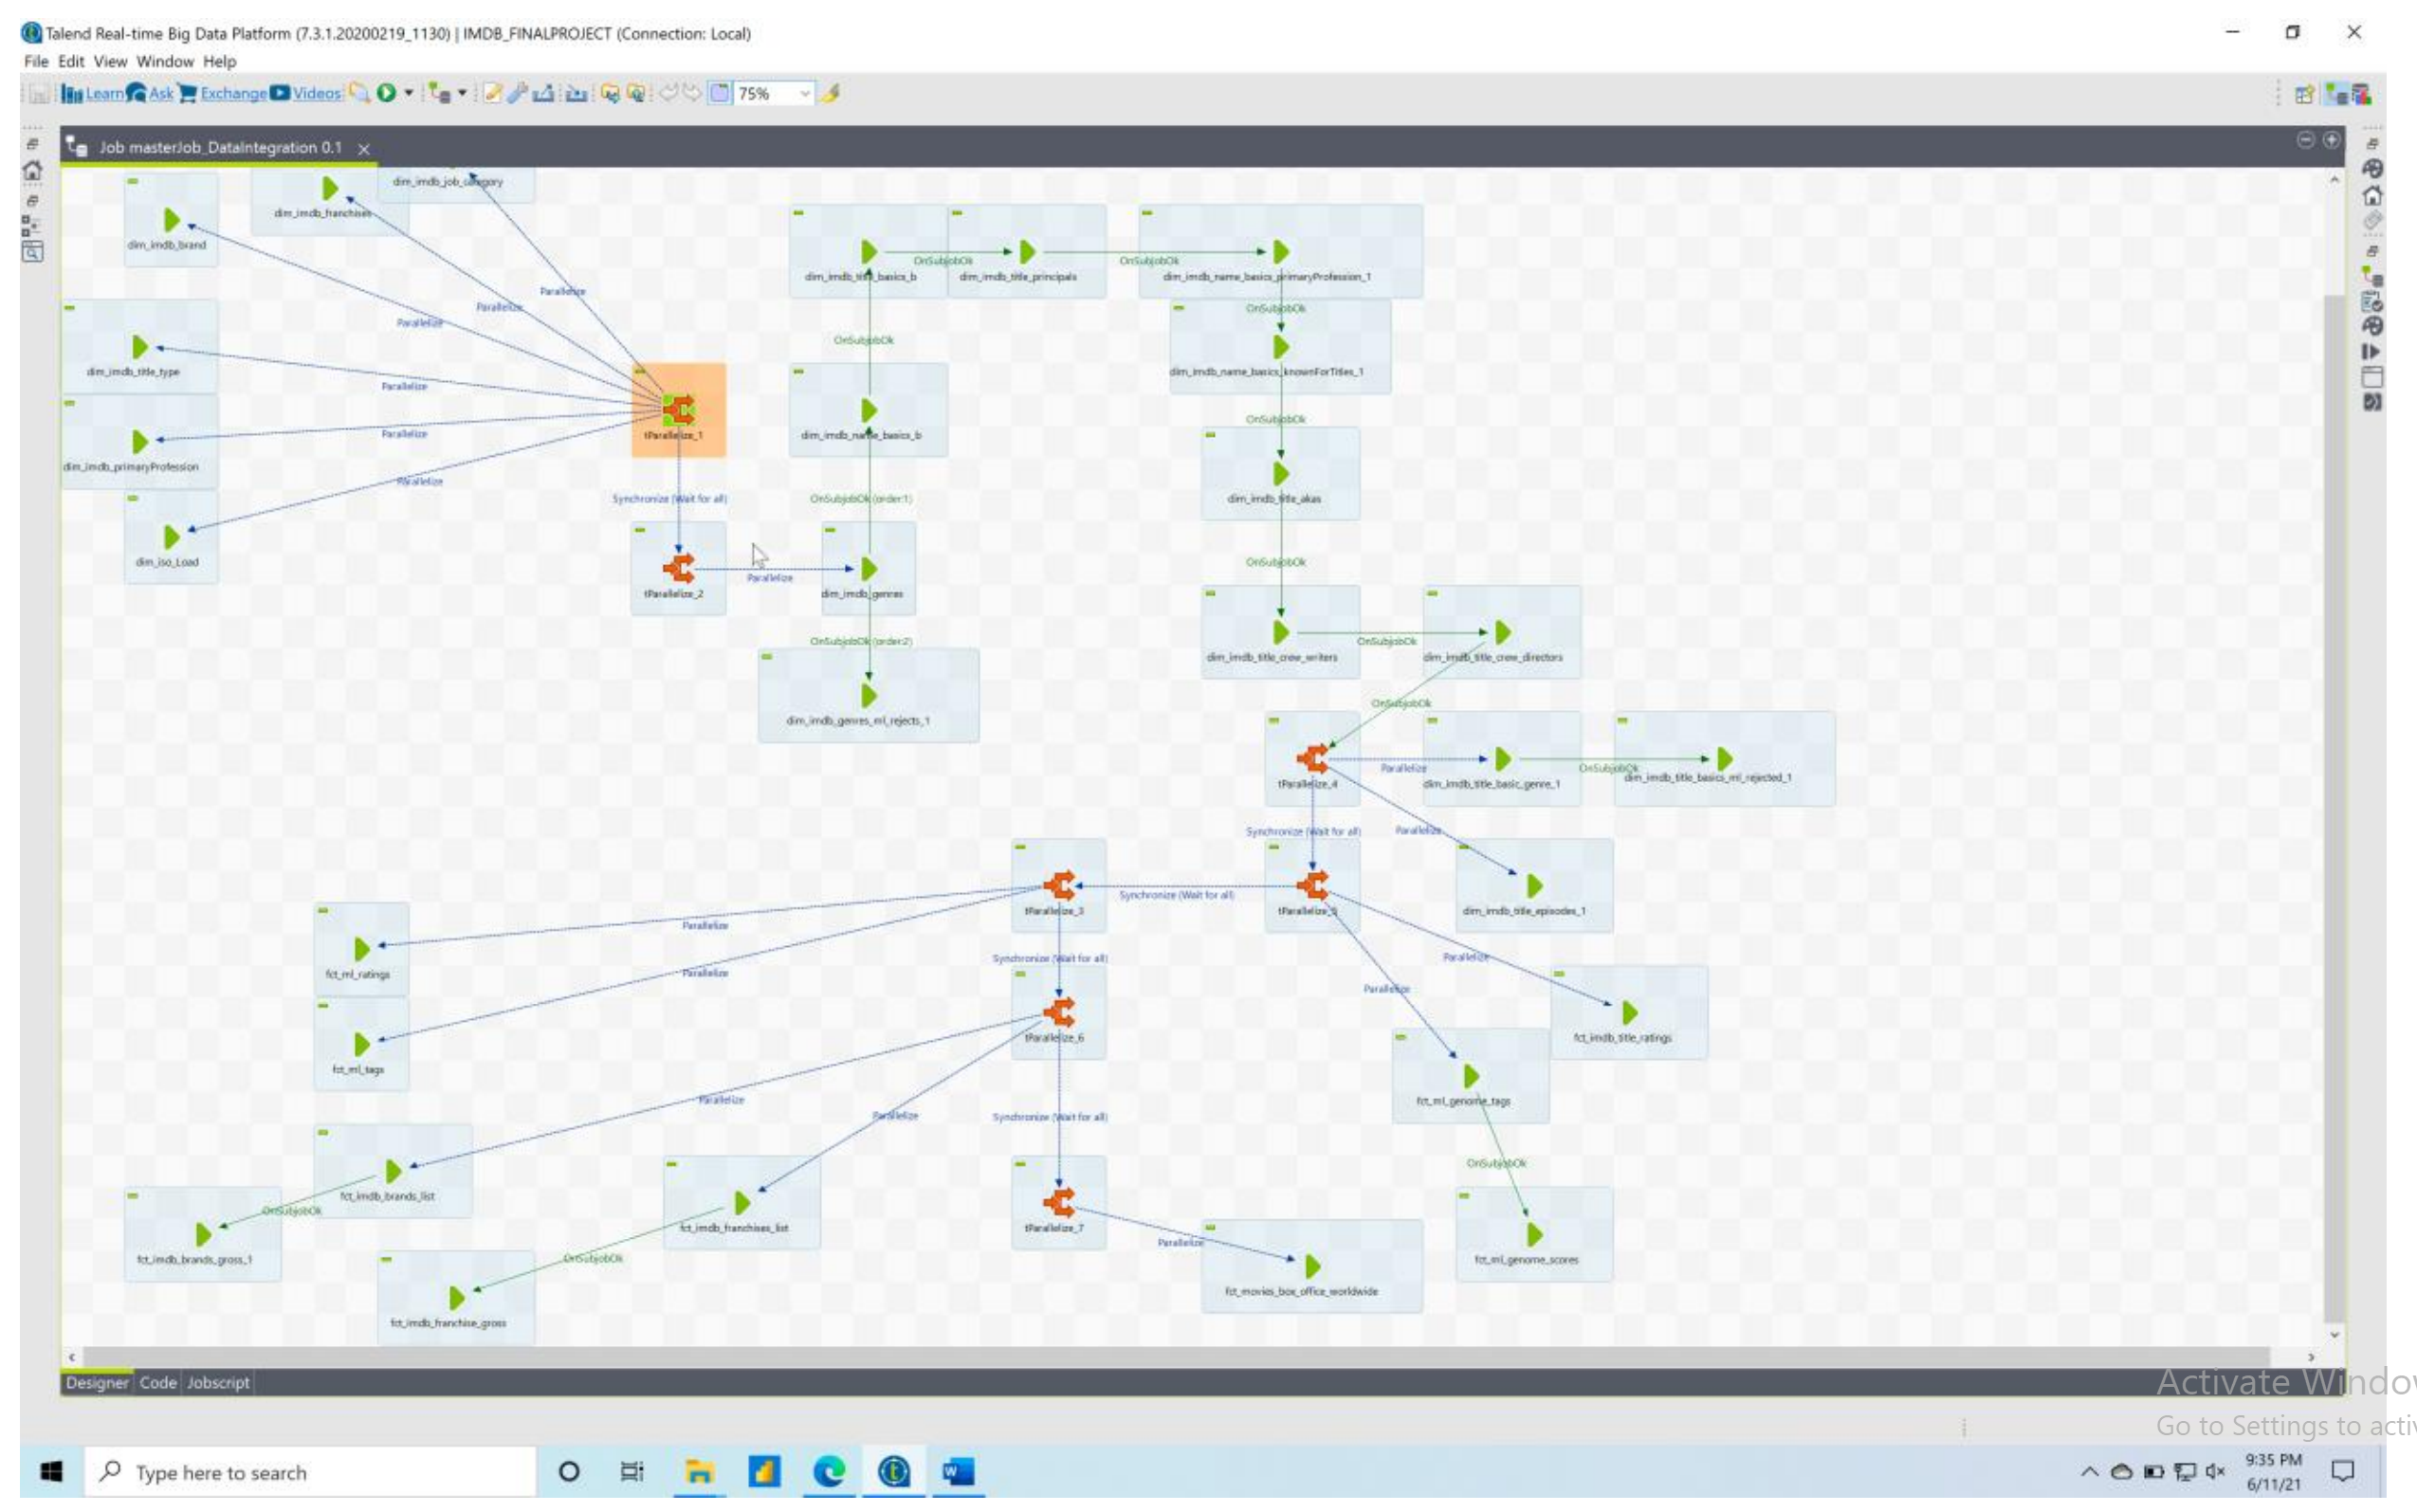 Talend Real-time Big Data Platform (7.3.1.20200219_1130) | IMDB_FINALPROJECT (Connection: Local)
File Edit View Window Help
Learn Ask Exchange Videos 75%
Job masterJob_DataIntegration 0.1
dim_imdb_job_category
dim_imdb_franchises
dim_imdb_brand
dim_imdb_title_basics_b
OnSubjobOk
dim_imdb_title_principals
OnSubjobOk
dim_imdb_name_basics_primaryProfession_1
Parallelize
Parallelize
Parallelize
OnSubjobOk
OnSubjobOk
dim_imdb_title_type
Parallelize
dim_imdb_name_basics_knownForTitles_1
OnSubjobOk
Parallelize
tParallelize_1
dim_imdb_name_basics_b
dim_imdb_primaryProfession
Parallelize
Synchronize (Wait for all)
OnSubjobOk (order:1)
dim_imdb_title_akas
dim_iso_Load
OnSubjobOk
Parallelize
tParallelize_2
dim_imdb_genres
OnSubjobOk (order:2)
OnSubjobOk
dim_imdb_title_crew_writers
dim_imdb_title_crew_directors
OnSubjobOk
dim_imdb_genres_ml_rejects_1
Parallelize
OnSubjobOk
dim_imdb_title_basics_ml_rejected_1
tParallelize_4
dim_imdb_title_basic_genre_1
Synchronize (Wait for all)
Parallelize
Synchronize (Wait for all)
tParallelize_3
tParallelize_5
dim_imdb_title_episodes_1
Parallelize
Synchronize (Wait for all)
Parallelize
fct_ml_ratings
Parallelize
Parallelize
tParallelize_6
fct_imdb_title_ratings
fct_ml_tags
Parallelize
Parallelize
Synchronize (Wait for all)
fct_ml_genome_tags
OnSubjobOk
fct_imdb_brands_list
OnSubjobOk
fct_imdb_franchises_list
tParallelize_7
Parallelize
fct_imdb_brands_gross_1
OnSubjobOk
fct_ml_genome_scores
fct_movies_box_office_worldwide
fct_imdb_franchise_gross
Designer Code Jobscript
Activate Window
Go to Settings to activ
Type here to search
9:35 PM
6/11/21